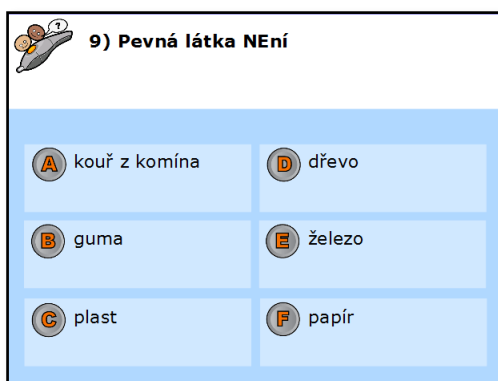 ?
9) Pevná látka NEní
A kouř z komína
D dřevo
B guma
E železo
C plast
F papír